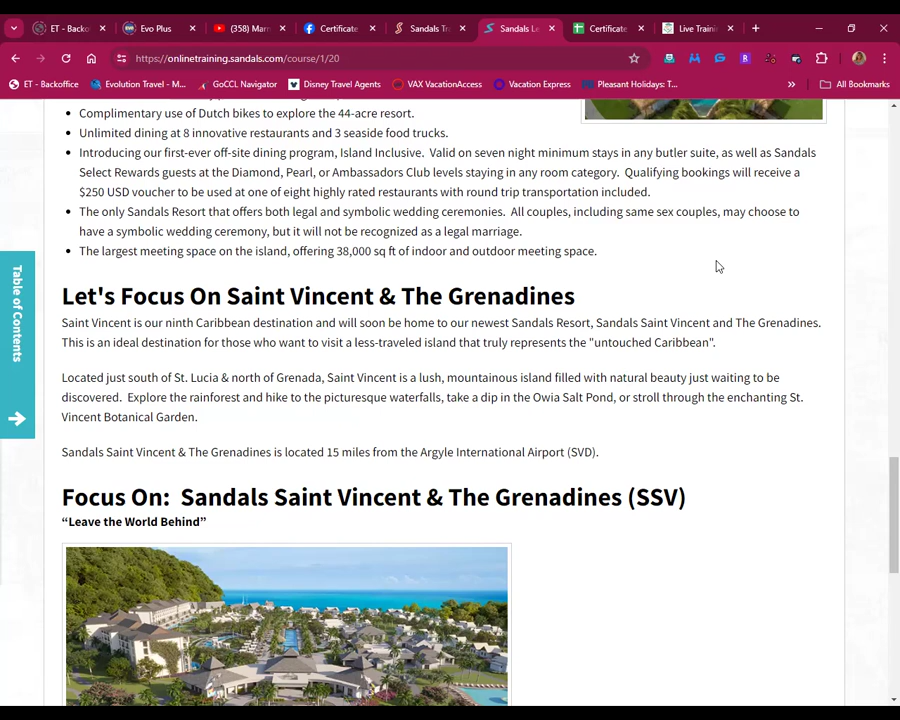 ET - Backo
Evo Plus
(358) Marr
Certificate
Sandals Tr
Sandals Le
Certificate
Live Traini
https://onlinetraining.sandals.com/course/1/20
ET - Backoffice
Evolution Travel - M...
GoCCL Navigator
Disney Travel Agents
VAX VacationAccess
Vacation Express
Pleasant Holidays: T...
All Bookmarks
Complimentary use of Dutch bikes to explore the 44-acre resort.
Unlimited dining at 8 innovative restaurants and 3 seaside food trucks.
Introducing our first-ever off-site dining program, Island Inclusive. Valid on seven night minimum stays in any butler suite, as well as Sandals
Select Rewards guests at the Diamond, Pearl, or Ambassadors Club levels staying in any room category. Qualifying bookings will receive a
$250 USD voucher to be used at one of eight highly rated restaurants with round trip transportation included.
The only Sandals Resort that offers both legal and symbolic wedding ceremonies. All couples, including same sex couples, may choose to
have a symbolic wedding ceremony, but it will not be recognized as a legal marriage.
The largest meeting space on the island, offering 38,000 sq ft of indoor and outdoor meeting space.
Table of Contents
Let's Focus On Saint Vincent & The Grenadines
Saint Vincent is our ninth Caribbean destination and will soon be home to our newest Sandals Resort, Sandals Saint Vincent and The Grenadines.
This is an ideal destination for those who want to visit a less-traveled island that truly represents the "untouched Caribbean".
Located just south of St. Lucia & north of Grenada, Saint Vincent is a lush, mountainous island filled with natural beauty just waiting to be
discovered. Explore the rainforest and hike to the picturesque waterfalls, take a dip in the Owia Salt Pond, or stroll through the enchanting St.
Vincent Botanical Garden.
Sandals Saint Vincent & The Grenadines is located 15 miles from the Argyle International Airport (SVD).
Focus On: Sandals Saint Vincent & The Grenadines (SSV)
“Leave the World Behind”